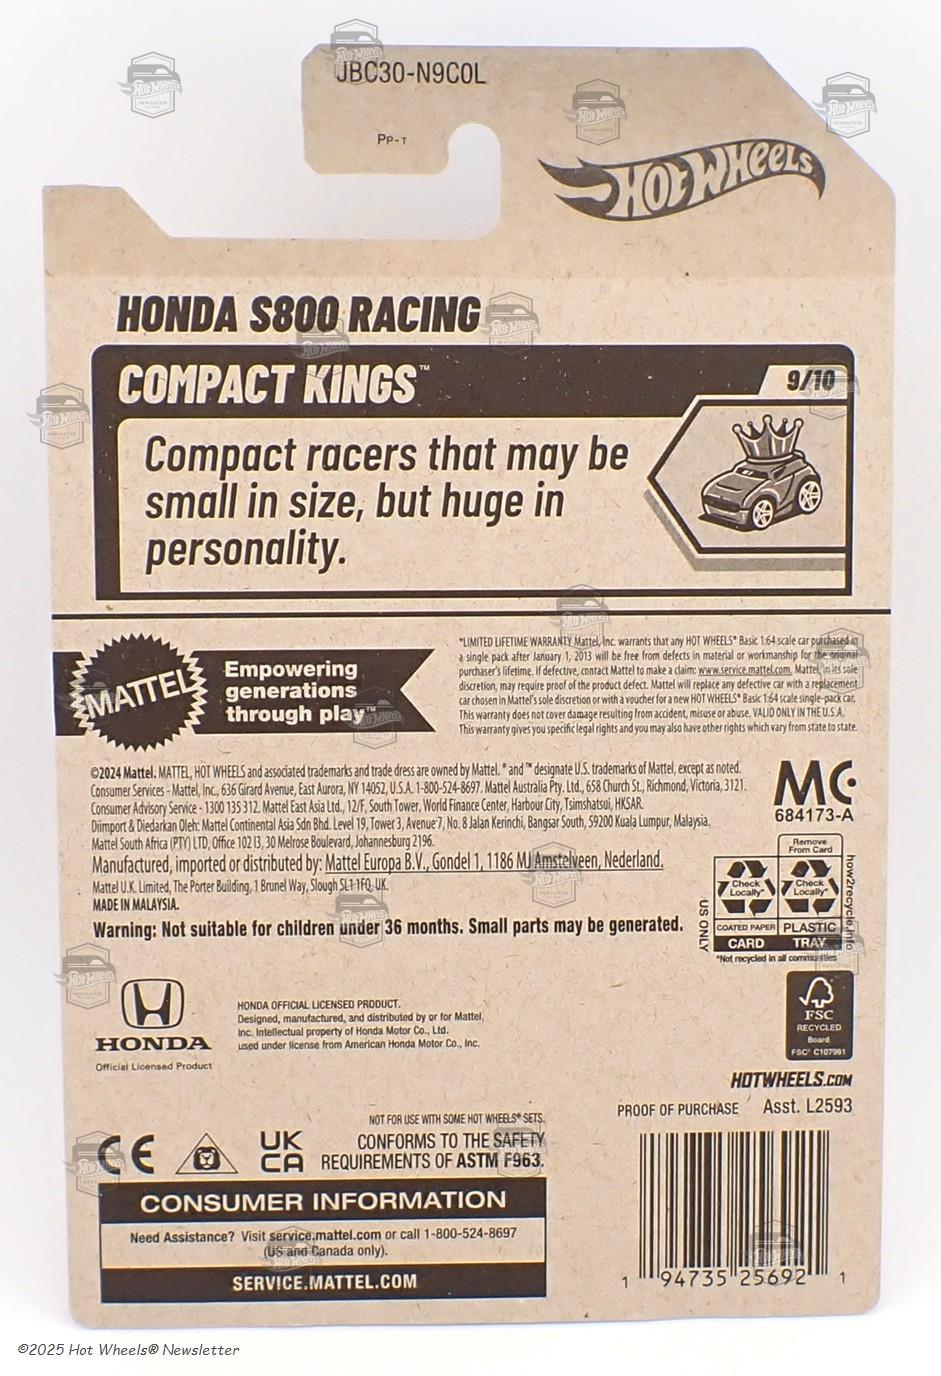 JBC30-N9C0L
Pp-T
HOT WHEELS
HONDA S800 RACING
COMPACT KINGS™
9/10
Compact racers that may be
small in size, but huge in
personality.
MATTEL
Empowering
generations
through play™
*LIMITED LIFETIME WARRANTY Mattel, Inc. warrants that any HOT WHEELS® Basic 1:64 scale car purchased in
a single pack after January 1, 2013 will be free from defects in material or workmanship for the original
purchaser's lifetime. If defective, contact Mattel to make a claim: www.service.mattel.com. Mattel, in its sole
discretion, may require proof of the product defect. Mattel will replace any defective car with a replacement
car chosen in Mattel's sole discretion or with a voucher for a new HOT WHEELS® Basic 1:64 scale single-pack car.
This warranty does not cover damage resulting from accident, misuse or abuse. VALID ONLY IN THE U.S.A.
This warranty gives you specific legal rights and you may also have other rights which vary from state to state.
©2024 Mattel. MATTEL, HOT WHEELS and associated trademarks and trade dress are owned by Mattel. ® and ™ designate U.S. trademarks of Mattel, except as noted.
Consumer Services - Mattel, Inc., 636 Girard Avenue, East Aurora, NY 14052, U.S.A. 1-800-524-8697. Mattel Australia Pty. Ltd., 658 Church St., Richmond, Victoria, 3121.
Consumer Advisory Service - 1300 135 312. Mattel East Asia Ltd., 12/F, South Tower, World Finance Center, Harbour City, Tsimshatsui, HKSAR.
Diimport & Diedarkan Oleh: Mattel Continental Asia Sdn Bhd. Level 19, Tower 3, Avenue 7, No. 8 Jalan Kerinchi, Bangsar South, 59200 Kuala Lumpur, Malaysia.
Mattel South Africa (PTY) LTD, Office 102 I3, 30 Melrose Boulevard, Johannesburg 2196.
Manufactured, imported or distributed by: Mattel Europa B.V., Gondel 1, 1186 MJ Amstelveen, Nederland.
Mattel U.K. Limited, The Porter Building, 1 Brunel Way, Slough SL1 1FQ, UK.
MADE IN MALAYSIA.
Warning: Not suitable for children under 36 months. Small parts may be generated.
MC
684173-A
Remove
From Card
Check
Locally*
Check
Locally*
COATED PAPER
PLASTIC
CARD
TRAY
US ONLY
how2recycle.info
*Not recycled in all communities
HONDA
Official Licensed Product
HONDA OFFICIAL LICENSED PRODUCT.
Designed, manufactured, and distributed by or for Mattel,
Inc. Intellectual property of Honda Motor Co., Ltd.
used under license from American Honda Motor Co., Inc.
FSC
RECYCLED
Board
FSC® C107981
HOTWHEELS.COM
PROOF OF PURCHASE Asst. L2593
NOT FOR USE WITH SOME HOT WHEELS® SETS.
CE
UK
CA
CONFORMS TO THE SAFETY
REQUIREMENTS OF ASTM F963.
CONSUMER INFORMATION
Need Assistance? Visit service.mattel.com or call 1-800-524-8697
(US and Canada only).
SERVICE.MATTEL.COM
1 94735 25692 1
©2025 Hot Wheels® Newsletter